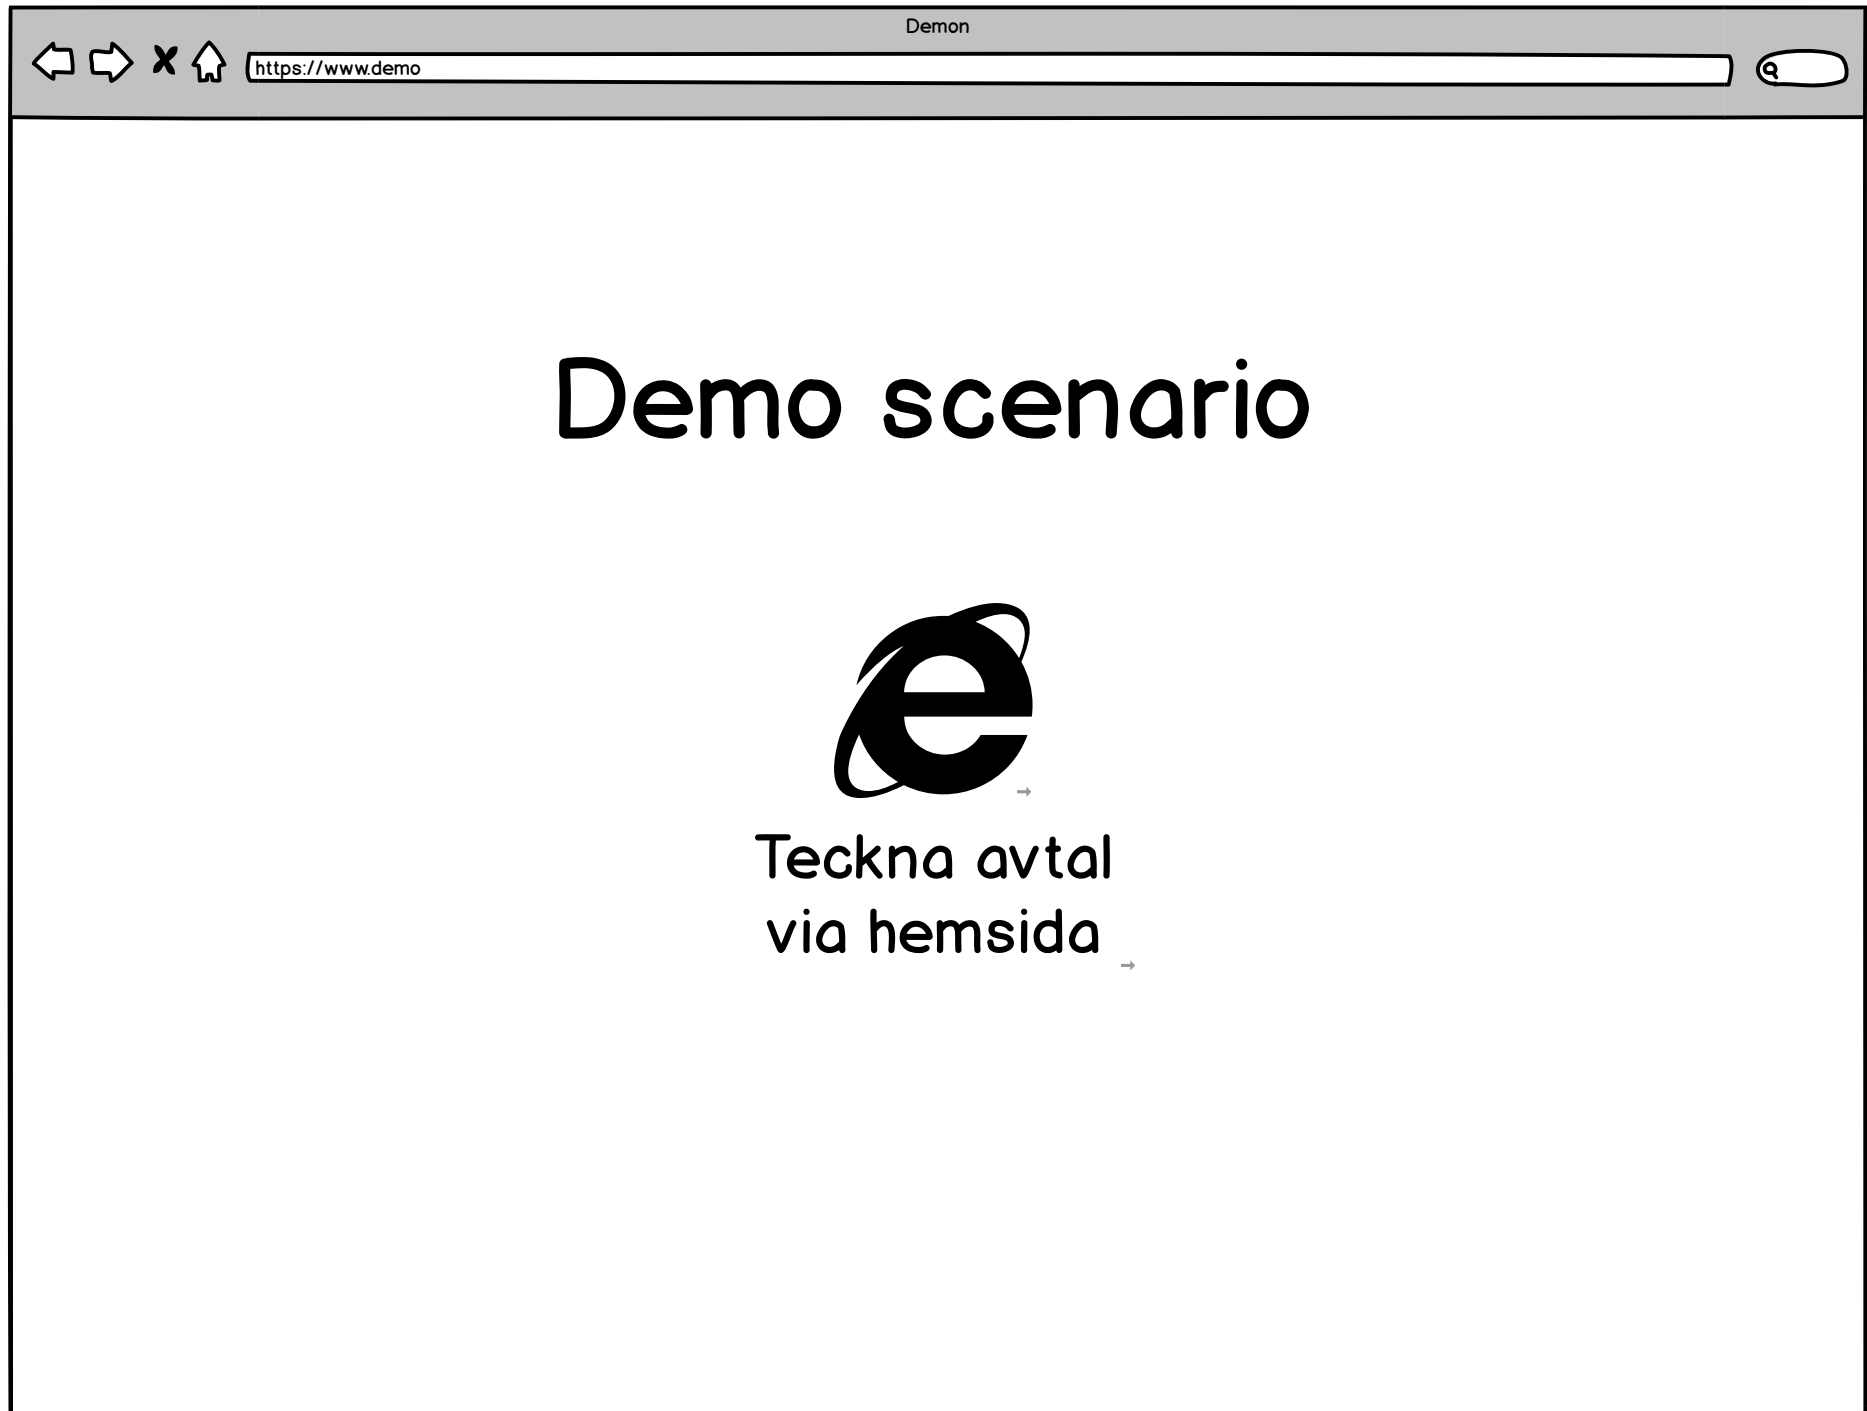 Demon
https://www.demo
Demo scenario
Teckna avtal
via hemsida